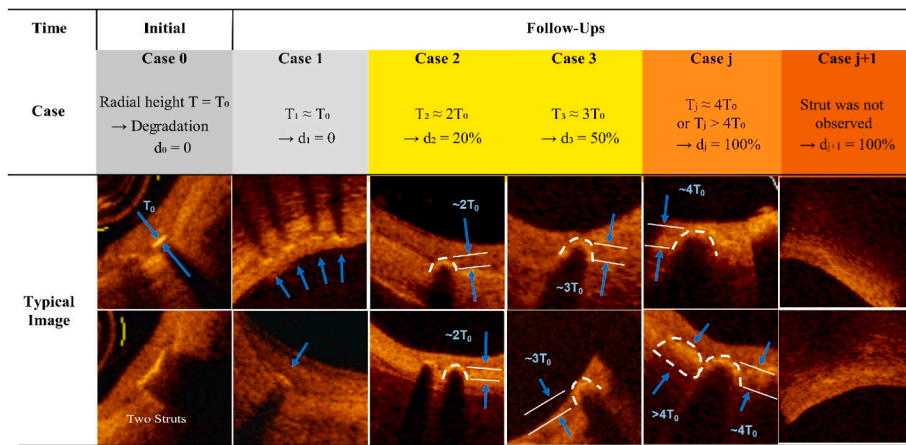 Time Initial Follow-Ups
Case 0 Case 1 Case 2 Case 3 Case j Case j+1
Case
Radial height T = T₀
→ Degradation
d₀ = 0
T₁ ≈ T₀
→ d₁ = 0
T₂ ≈ 2T₀
→ d₂ = 20%
T₃ ≈ 3T₀
→ d₃ = 50%
Tⱼ ≈ 4T₀
or Tⱼ > 4T₀
→ dⱼ = 100%
Strut was not
observed
→ dⱼ₊₁ = 100%
Typical
Image
T₀
~2T₀
~3T₀
~4T₀
Two Struts
~2T₀
~3T₀
>4T₀
~4T₀